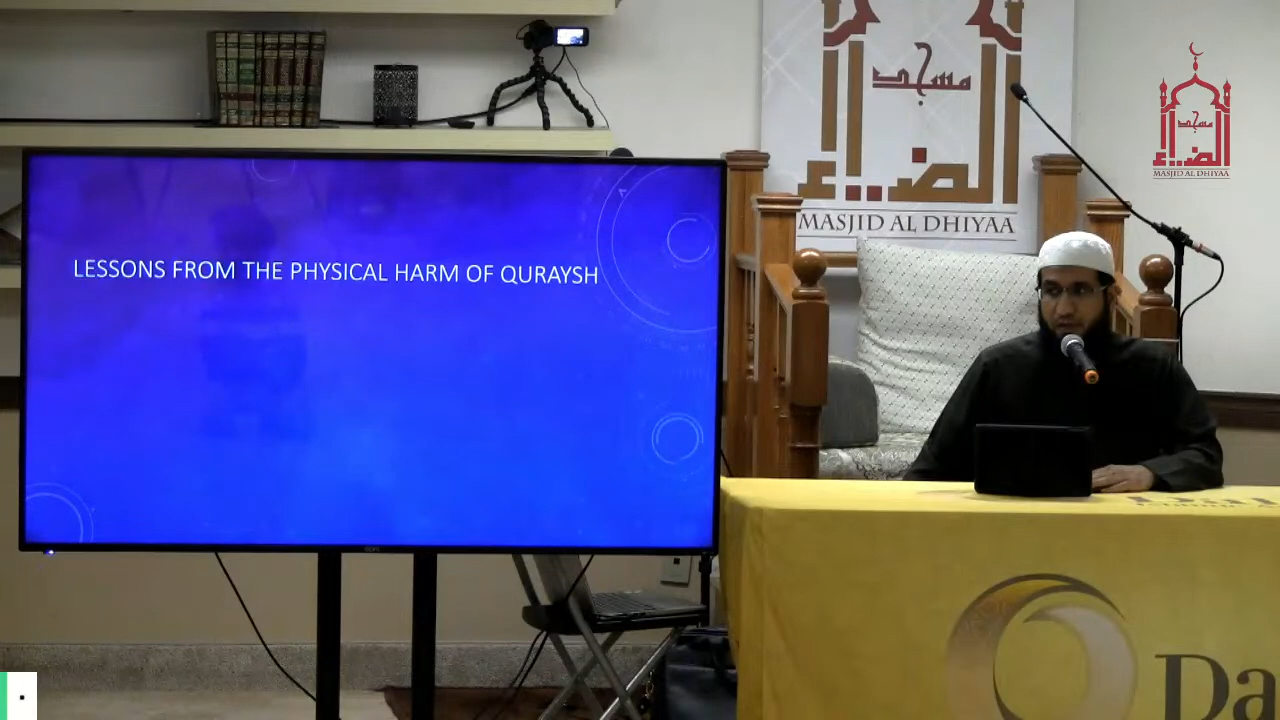 LESSONS FROM THE PHYSICAL HARM OF QURAYSH
مسجد
الضياء
MASJID AL DHIYAA
مسجد
الضياء
MASJID AL DHIYAA
Da